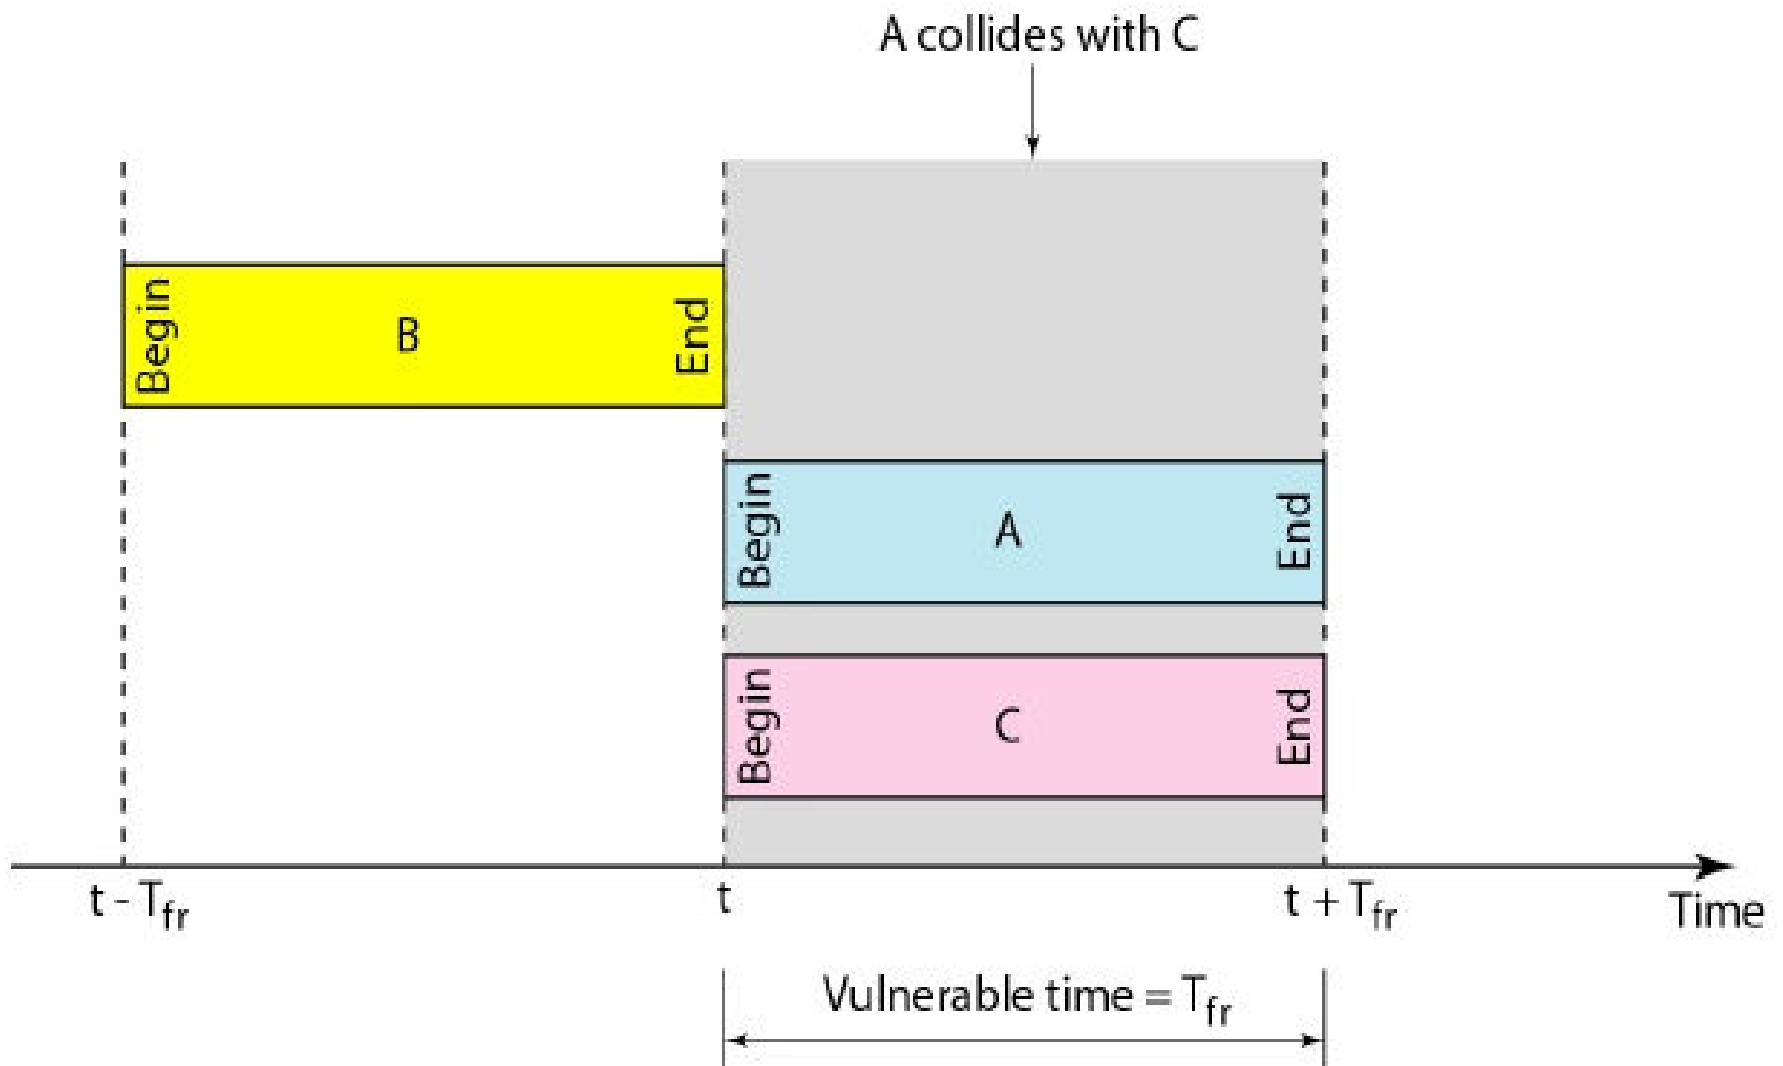 A collides with C
Begin B End
Begin A End
Begin C End
t - Tfr t t + Tfr Time
Vulnerable time = Tfr